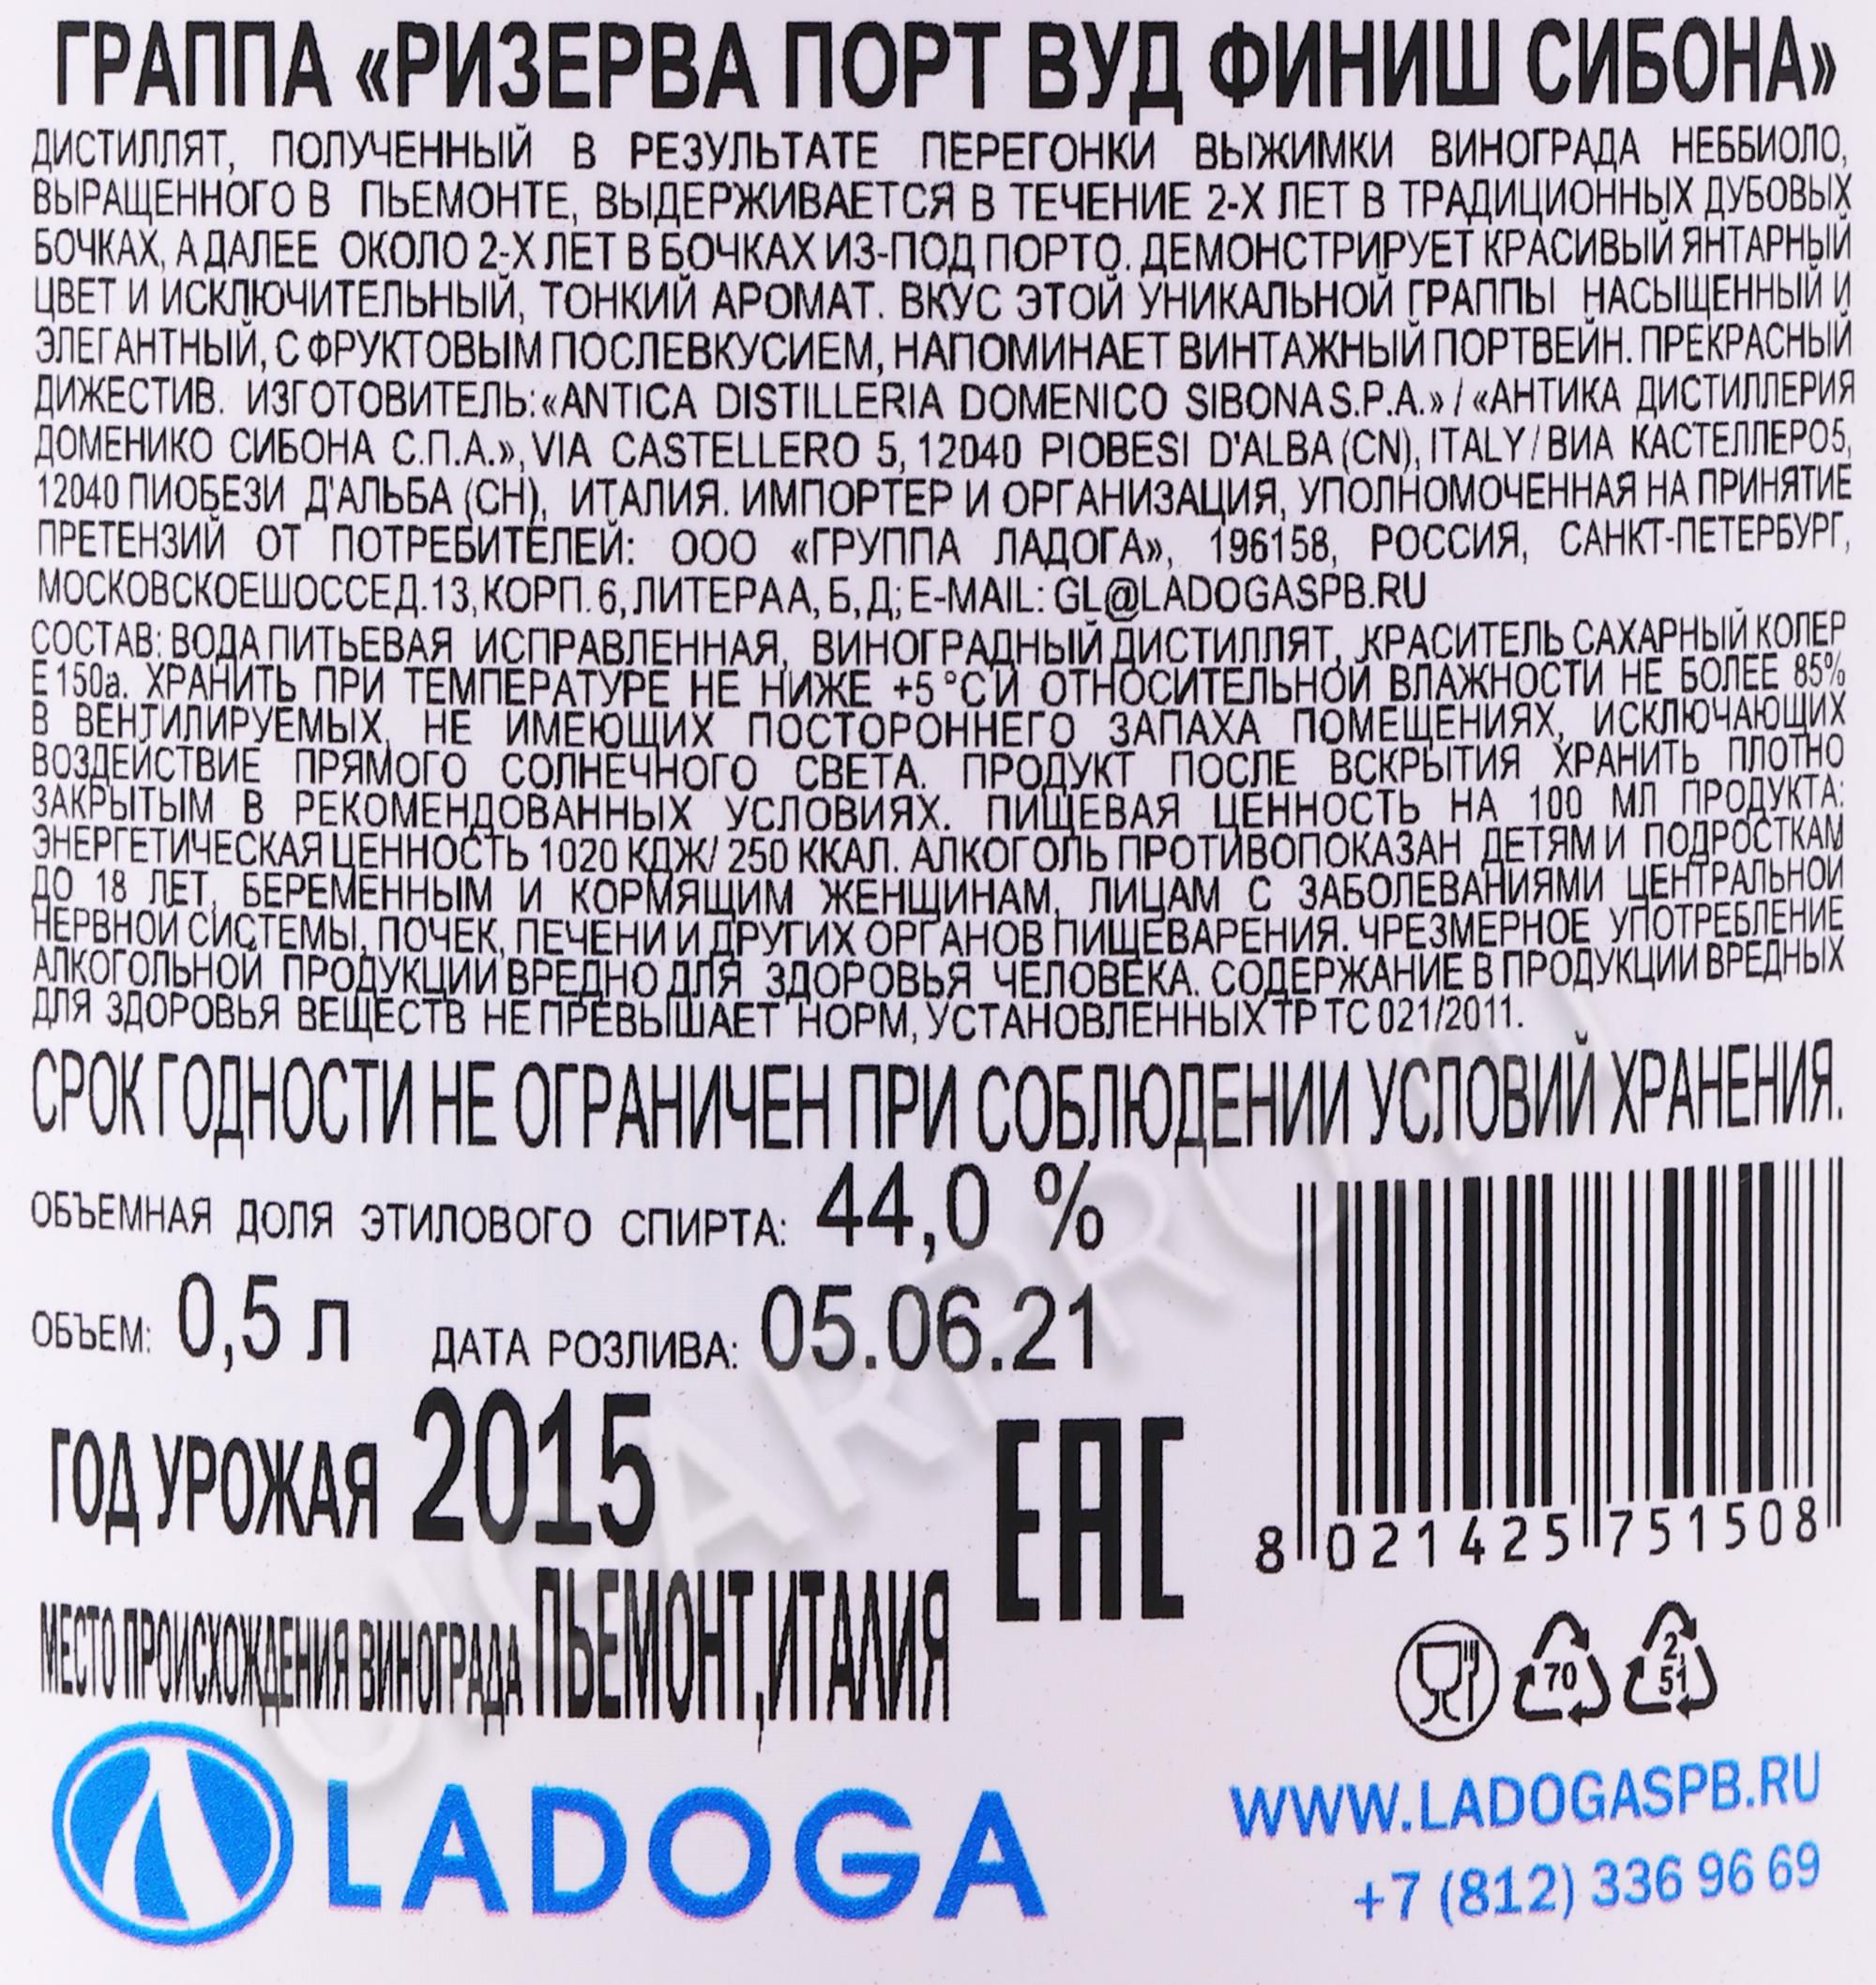 ГРАППА «РИЗЕРВА ПОРТ ВУД ФИНИШ СИБОНА»
ДИСТИЛЛЯТ, ПОЛУЧЕННЫЙ В РЕЗУЛЬТАТЕ ПЕРЕГОНКИ ВЫЖИМКИ ВИНОГРАДА НЕББИОЛО,
ВЫРАЩЕННОГО В ПЬЕМОНТЕ, ВЫДЕРЖИВАЕТСЯ В ТЕЧЕНИЕ 2-Х ЛЕТ В ТРАДИЦИОННЫХ ДУБОВЫХ
БОЧКАХ, А ДАЛЕЕ ОКОЛО 2-Х ЛЕТ В БОЧКАХ ИЗ-ПОД ПОРТО. ДЕМОНСТРИРУЕТ КРАСИВЫЙ ЯНТАРНЫЙ
ЦВЕТ И ИСКЛЮЧИТЕЛЬНЫЙ, ТОНКИЙ АРОМАТ. ВКУС ЭТОЙ УНИКАЛЬНОЙ ГРАППЫ НАСЫЩЕННЫЙ И
ЭЛЕГАНТНЫЙ, С ФРУКТОВЫМ ПОСЛЕВКУСИЕМ, НАПОМИНАЕТ ВИНТАЖНЫЙ ПОРТВЕЙН. ПРЕКРАСНЫЙ
ДИЖЕСТИВ. ИЗГОТОВИТЕЛЬ: «ANTICA DISTILLERIA DOMENICO SIBONA S.P.A.» / «АНТИКА ДИСТИЛЛЕРИЯ
ДОМЕНИКО СИБОНА С.П.А.», VIA CASTELLERO 5, 12040 PIOBESI D'ALBA (CN), ITALY / ВИА КАСТЕЛЛЕРО 5,
12040 ПИОБЕЗИ Д'АЛЬБА (СН), ИТАЛИЯ. ИМПОРТЕР И ОРГАНИЗАЦИЯ, УПОЛНОМОЧЕННАЯ НА ПРИНЯТИЕ
ПРЕТЕНЗИЙ ОТ ПОТРЕБИТЕЛЕЙ: ООО «ГРУППА ЛАДОГА», 196158, РОССИЯ, САНКТ-ПЕТЕРБУРГ,
МОСКОВСКОЕ ШОССЕ Д.13, КОРП. 6, ЛИТЕРА А, Б, Д; E-MAIL: GL@LADOGASPB.RU
СОСТАВ: ВОДА ПИТЬЕВАЯ ИСПРАВЛЕННАЯ, ВИНОГРАДНЫЙ ДИСТИЛЛЯТ, КРАСИТЕЛЬ САХАРНЫЙ КОЛЕР
Е 150а. ХРАНИТЬ ПРИ ТЕМПЕРАТУРЕ НЕ НИЖЕ +5 °С И ОТНОСИТЕЛЬНОЙ ВЛАЖНОСТИ НЕ БОЛЕЕ 85%
В ВЕНТИЛИРУЕМЫХ, НЕ ИМЕЮЩИХ ПОСТОРОННЕГО ЗАПАХА ПОМЕЩЕНИЯХ, ИСКЛЮЧАЮЩИХ
ВОЗДЕЙСТВИЕ ПРЯМОГО СОЛНЕЧНОГО СВЕТА. ПРОДУКТ ПОСЛЕ ВСКРЫТИЯ ХРАНИТЬ ПЛОТНО
ЗАКРЫТЫМ В РЕКОМЕНДОВАННЫХ УСЛОВИЯХ. ПИЩЕВАЯ ЦЕННОСТЬ НА 100 МЛ ПРОДУКТА:
ЭНЕРГЕТИЧЕСКАЯ ЦЕННОСТЬ 1020 КДЖ/ 250 ККАЛ. АЛКОГОЛЬ ПРОТИВОПОКАЗАН ДЕТЯМ И ПОДРОСТКАМ
ДО 18 ЛЕТ, БЕРЕМЕННЫМ И КОРМЯЩИМ ЖЕНЩИНАМ, ЛИЦАМ С ЗАБОЛЕВАНИЯМИ ЦЕНТРАЛЬНОЙ
НЕРВНОЙ СИСТЕМЫ, ПОЧЕК, ПЕЧЕНИ И ДРУГИХ ОРГАНОВ ПИЩЕВАРЕНИЯ. ЧРЕЗМЕРНОЕ УПОТРЕБЛЕНИЕ
АЛКОГОЛЬНОЙ ПРОДУКЦИИ ВРЕДНО ДЛЯ ЗДОРОВЬЯ ЧЕЛОВЕКА. СОДЕРЖАНИЕ В ПРОДУКЦИИ ВРЕДНЫХ
ДЛЯ ЗДОРОВЬЯ ВЕЩЕСТВ НЕ ПРЕВЫШАЕТ НОРМ, УСТАНОВЛЕННЫХ ТР ТС 021/2011.
СРОК ГОДНОСТИ НЕ ОГРАНИЧЕН ПРИ СОБЛЮДЕНИИ УСЛОВИЙ ХРАНЕНИЯ.
ОБЪЕМНАЯ ДОЛЯ ЭТИЛОВОГО СПИРТА: 44,0 %
ОБЪЕМ: 0,5 л ДАТА РОЗЛИВА: 05.06.21
ГОД УРОЖАЯ 2015
EAC
8 021425 751508
МЕСТО ПРОИСХОЖДЕНИЯ ВИНОГРАДА ПЬЕМОНТ,ИТАЛИЯ
70
2, 51
LADOGA
WWW.LADOGASPB.RU
+7 (812) 336 96 69
CIGARPRO.ru